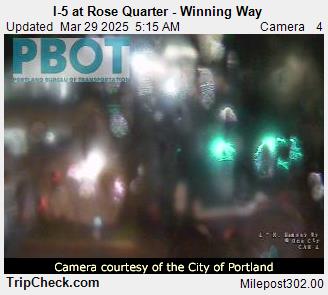 I-5 at Rose Quarter - Winning Way
Updated Mar 29 2025 5:15 AM Camera 4
PBOT
PORTLAND BUREAU OF TRANSPORTATION
Camera courtesy of the City of Portland
TripCheck.com Milepost302.00